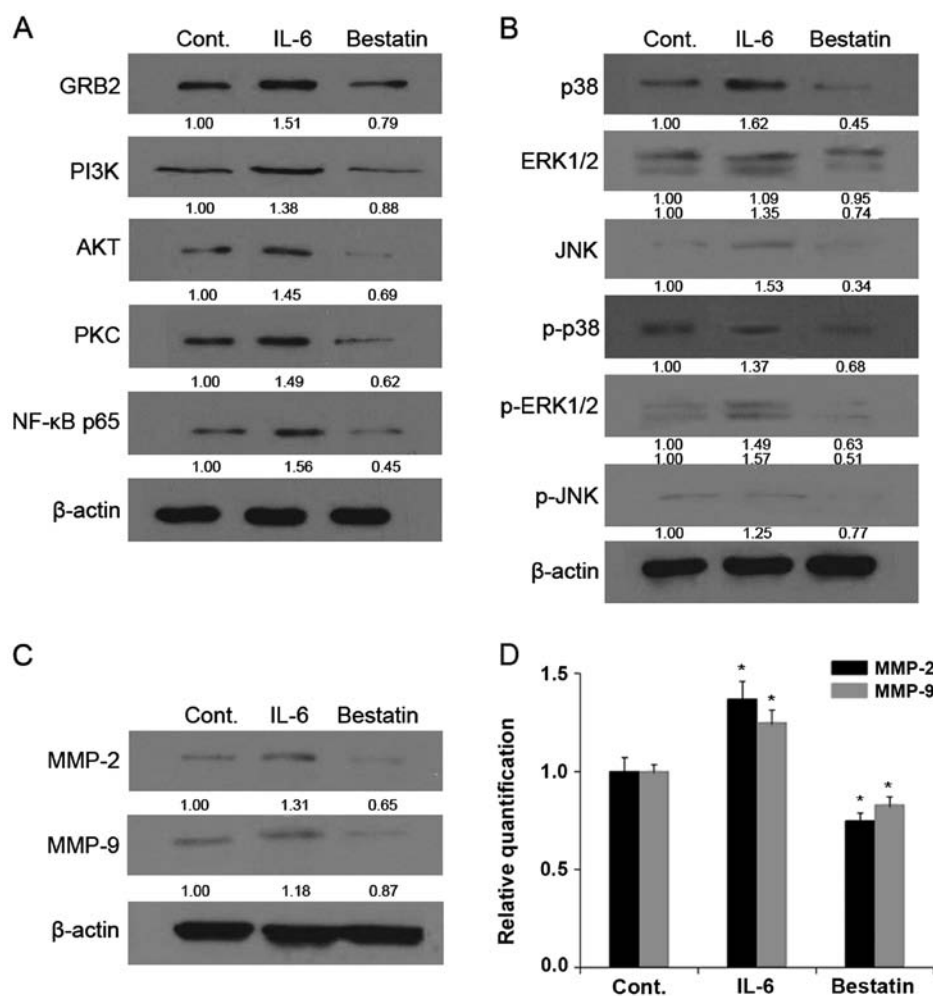 A
Cont. IL-6 Bestatin
GRB2
1.00 1.51 0.79
PI3K
1.00 1.38 0.88
AKT
1.00 1.45 0.69
PKC
1.00 1.49 0.62
NF-κB p65
1.00 1.56 0.45
β-actin
B
Cont. IL-6 Bestatin
p38
1.00 1.62 0.45
ERK1/2
1.00 1.09 0.95
1.00 1.35 0.74
JNK
1.00 1.53 0.34
p-p38
1.00 1.37 0.68
p-ERK1/2
1.00 1.49 0.63
1.00 1.57 0.51
p-JNK
1.00 1.25 0.77
β-actin
C
Cont. IL-6 Bestatin
MMP-2
1.00 1.31 0.65
MMP-9
1.00 1.18 0.87
β-actin
D
MMP-2
MMP-9
Relative quantification
1.5
1.0
0.5
0.0
* *
* *
Cont. IL-6 Bestatin